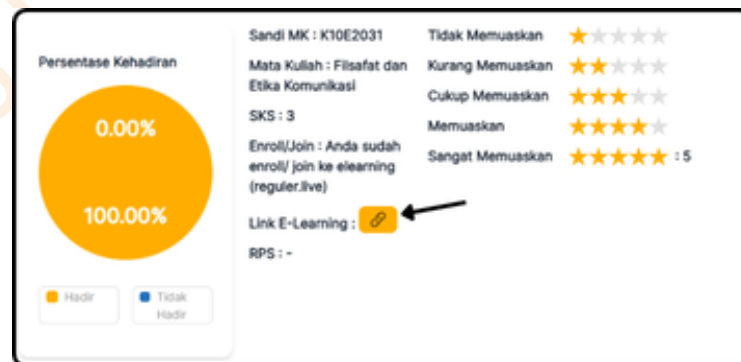 Persentase Kehadiran
0.00%
100.00%
Hadir
Tidak
Hadir
Sandi MK : K10E2031
Mata Kuliah : Filsafat dan
Etika Komunikasi
SKS : 3
Enroll/Join : Anda sudah
enroll/ join ke elearning
(reguler.live)
Link E-Learning :
RPS : -
Tidak Memuaskan
Kurang Memuaskan
Cukup Memuaskan
Memuaskan
Sangat Memuaskan : 5